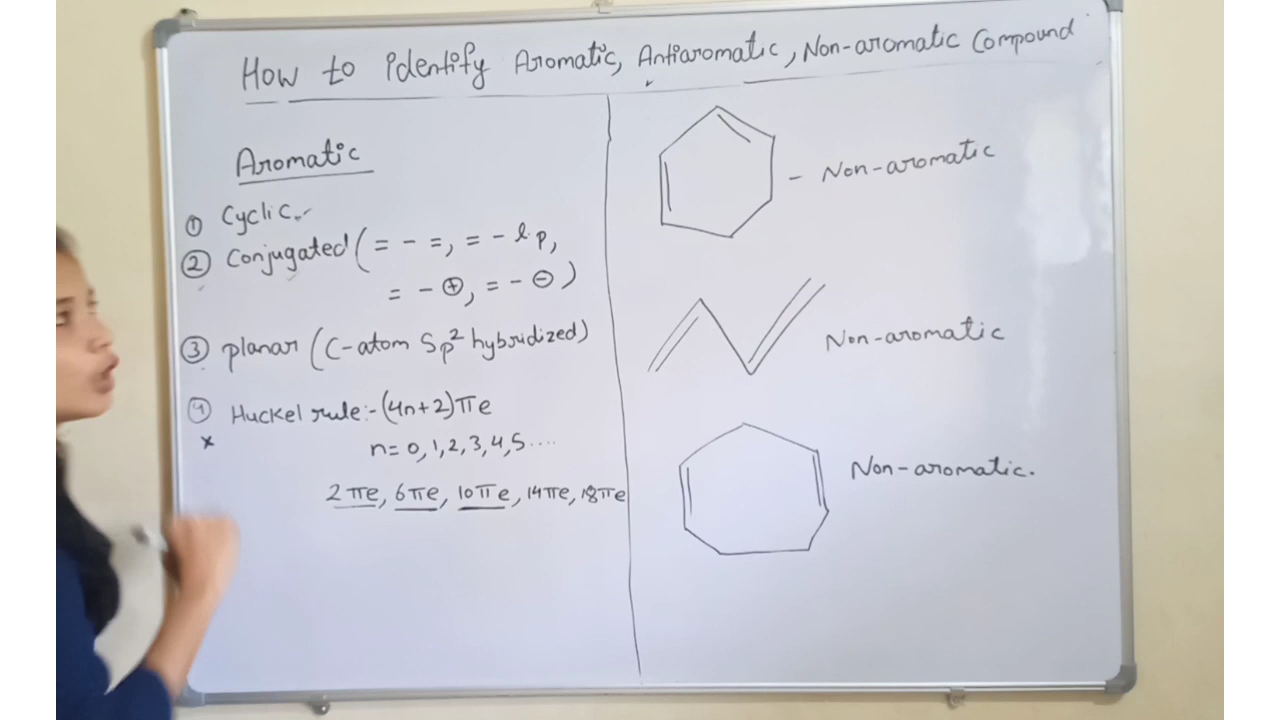 How to identify Aromatic, Antiaromatic, Non-aromatic Compound
Aromatic
① Cyclic.
② Conjugated (= - =, = - l.p,
= - ⊕, = - ⊖)
③ planar (C-atom Sp² hybridized)
④ Huckel rule:- (4n+2)πe
n= 0,1,2,3,4,5....
2πe, 6πe, 10πe, 14πe, 18πe
- Non-aromatic
Non-aromatic
Non-aromatic.